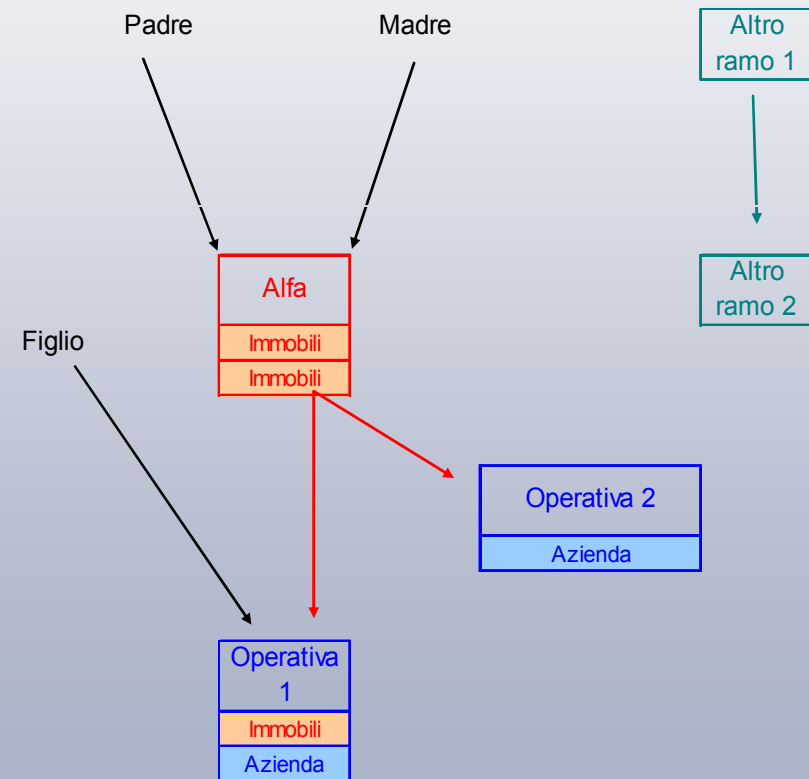 Padre
Madre
Altro
ramo 1
Alfa
Immobili
Immobili
Altro
ramo 2
Figlio
Operativa 2
Azienda
Operativa
1
Immobili
Azienda